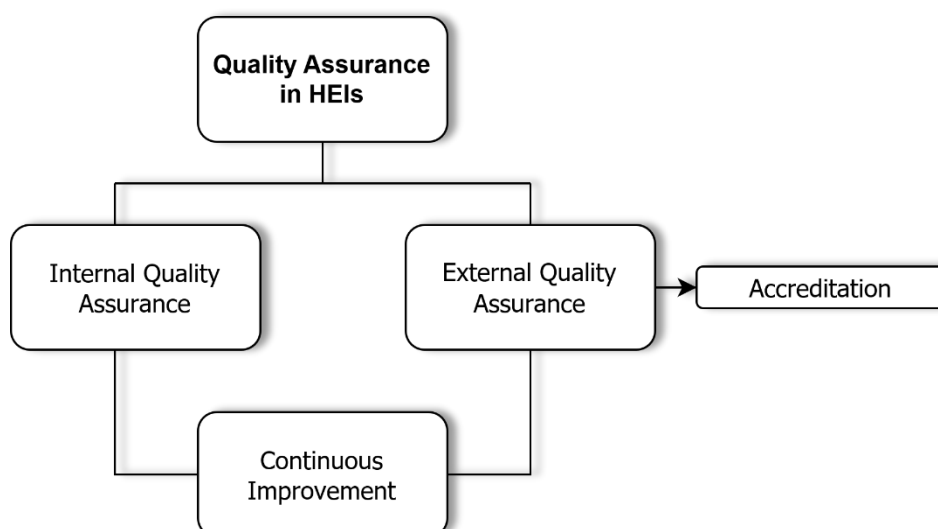 Quality Assurance
in HEIs
Internal Quality
Assurance
External Quality
Assurance
Accreditation
Continuous
Improvement